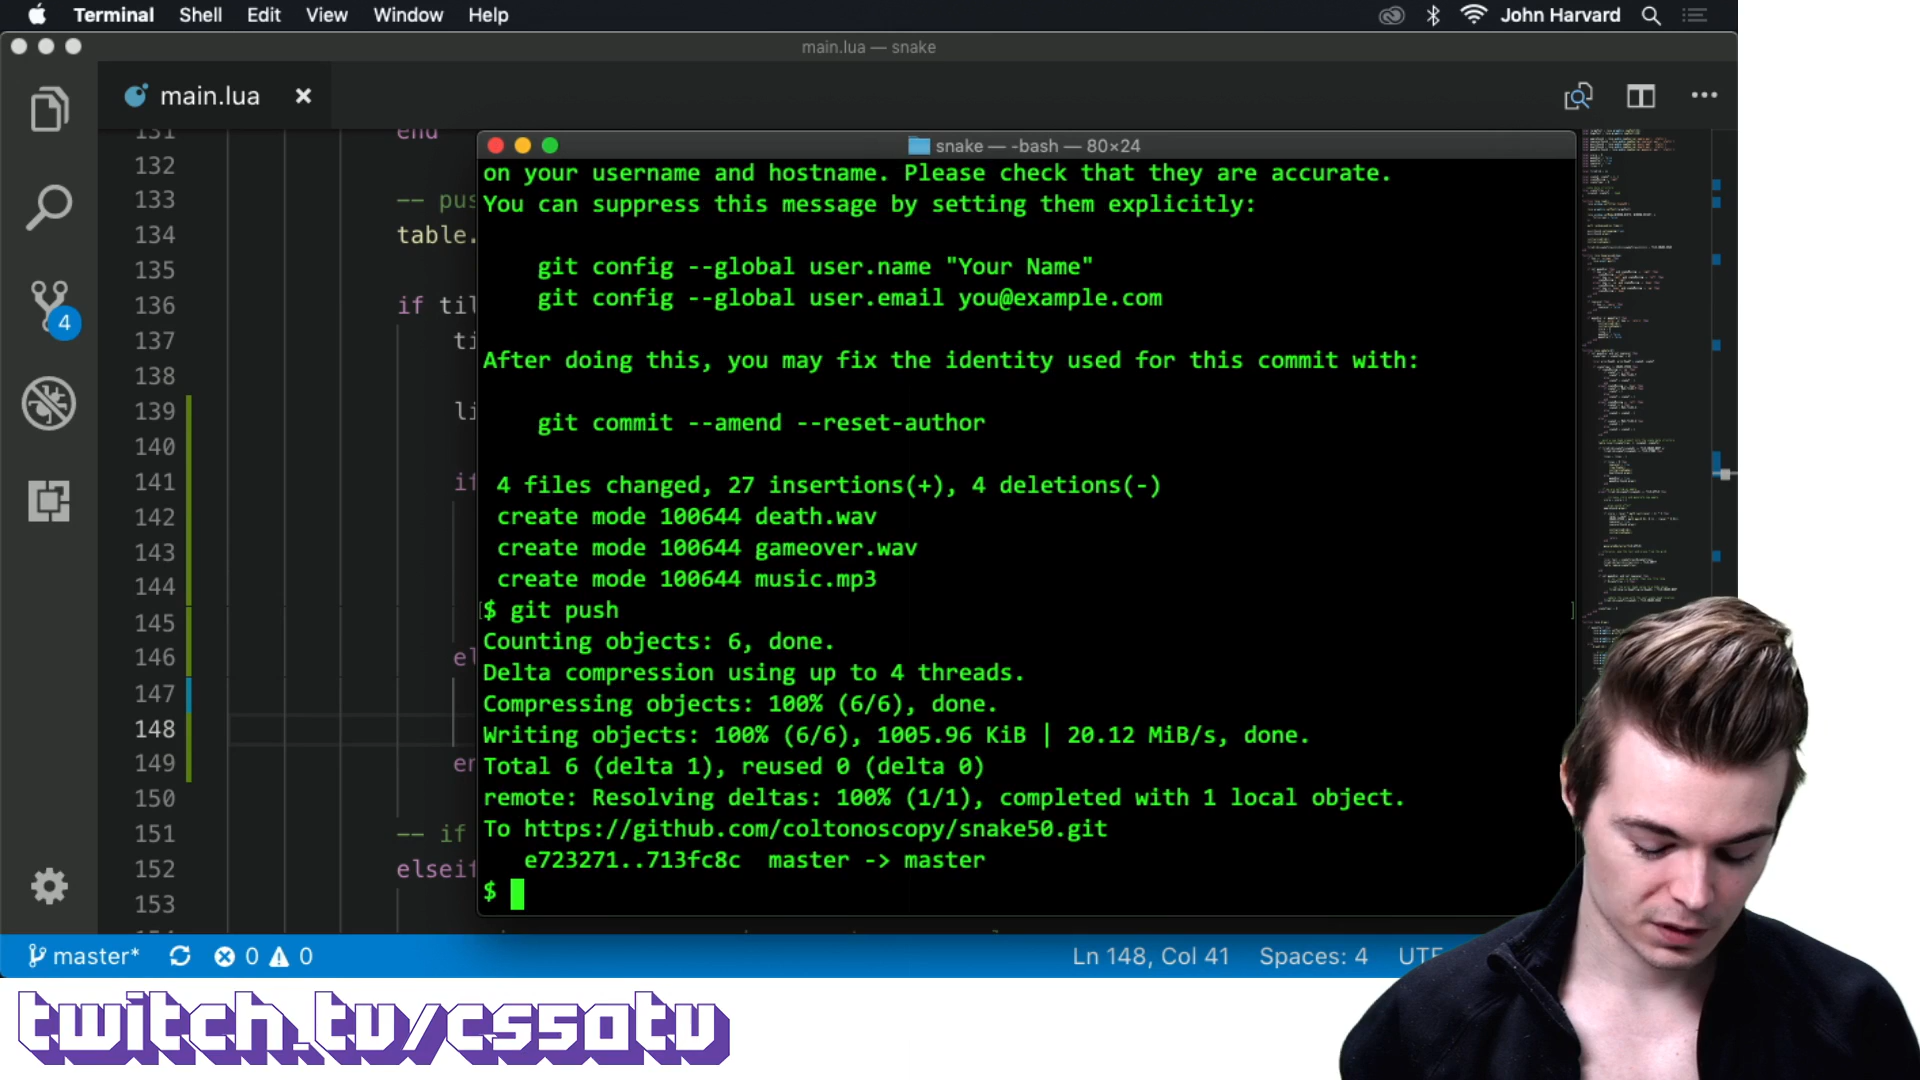 Terminal Shell Edit View Window Help John Harvard
main.lua — snake
main.lua
snake — -bash — 80×24
131 end
132
133 -- pus
134 table.
135
136 if til
137 ti
138
139 li
140
141 if
142
143
144
145
146 el
147
148
149 en
150
151 -- if
152 elseif
153
on your username and hostname. Please check that they are accurate.
You can suppress this message by setting them explicitly:
git config --global user.name "Your Name"
git config --global user.email you@example.com
After doing this, you may fix the identity used for this commit with:
git commit --amend --reset-author
4 files changed, 27 insertions(+), 4 deletions(-)
create mode 100644 death.wav
create mode 100644 gameover.wav
create mode 100644 music.mp3
[$ git push ]
Counting objects: 6, done.
Delta compression using up to 4 threads.
Compressing objects: 100% (6/6), done.
Writing objects: 100% (6/6), 1005.96 KiB | 20.12 MiB/s, done.
Total 6 (delta 1), reused 0 (delta 0)
remote: Resolving deltas: 100% (1/1), completed with 1 local object.
To https://github.com/coltonoscopy/snake50.git
e723271..713fc8c master -> master
$
4
master* 0 0 Ln 148, Col 41 Spaces: 4 UTF
twitch.tv/cs50tv